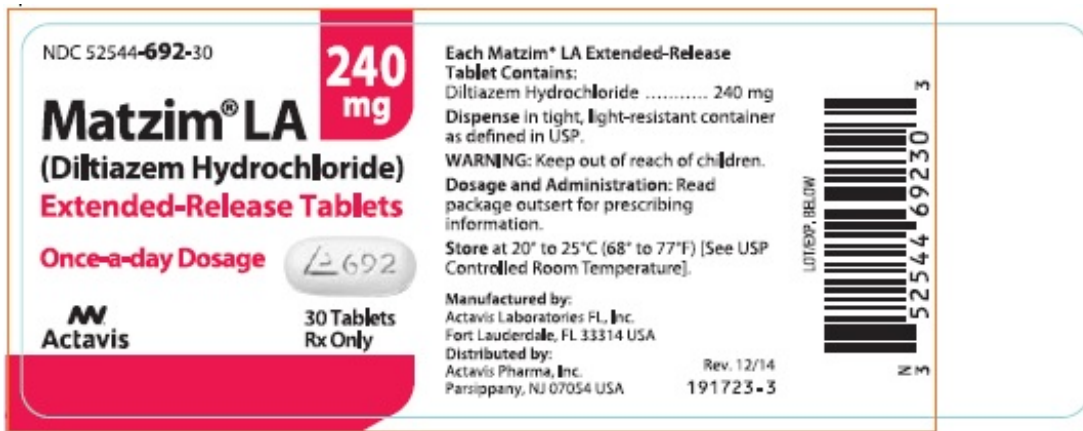 NDC 52544-692-30
240
mg
Matzim® LA
(Diltiazem Hydrochloride)
Extended-Release Tablets
Once-a-day Dosage
692
Actavis
30 Tablets
Rx Only
Each Matzim® LA Extended-Release
Tablet Contains:
Diltiazem Hydrochloride ........... 240 mg
Dispense in tight, light-resistant container
as defined in USP.
WARNING: Keep out of reach of children.
Dosage and Administration: Read
package outsert for prescribing
information.
Store at 20° to 25°C (68° to 77°F) [See USP
Controlled Room Temperature].
Manufactured by:
Actavis Laboratories FL, Inc.
Fort Lauderdale, FL 33314 USA
Distributed by:
Actavis Pharma, Inc.
Parsippany, NJ 07054 USA
Rev. 12/14
191723-3
LOT/EXP. BELOW
N 3 52544 69230 3